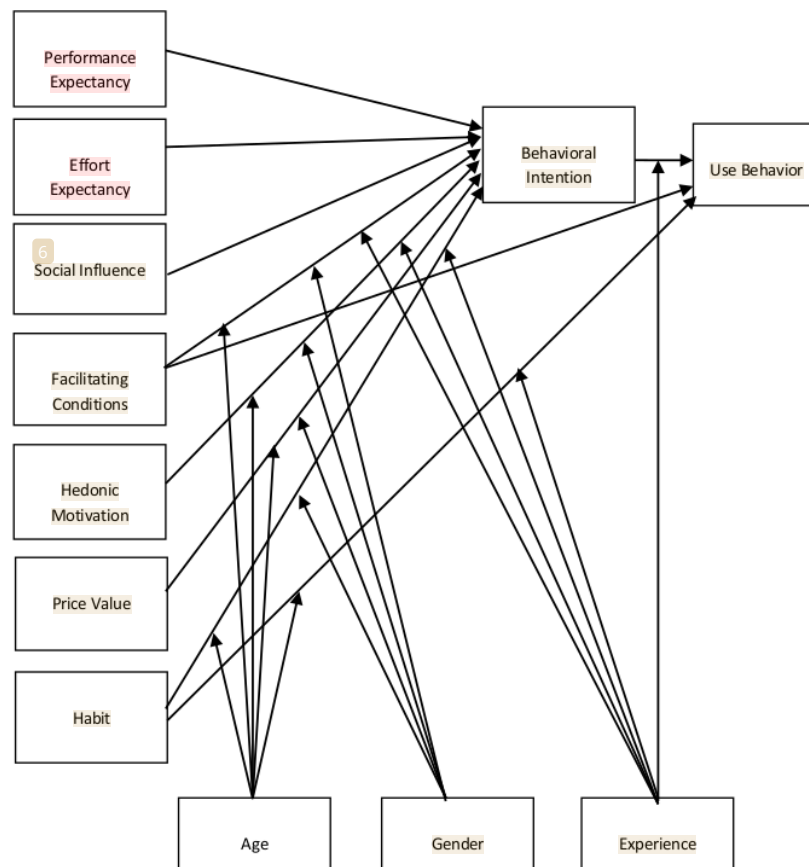 Performance
Expectancy
Effort
Expectancy
6
Social Influence
Facilitating
Conditions
Hedonic
Motivation
Price Value
Habit
Behavioral
Intention
Use Behavior
Age
Gender
Experience